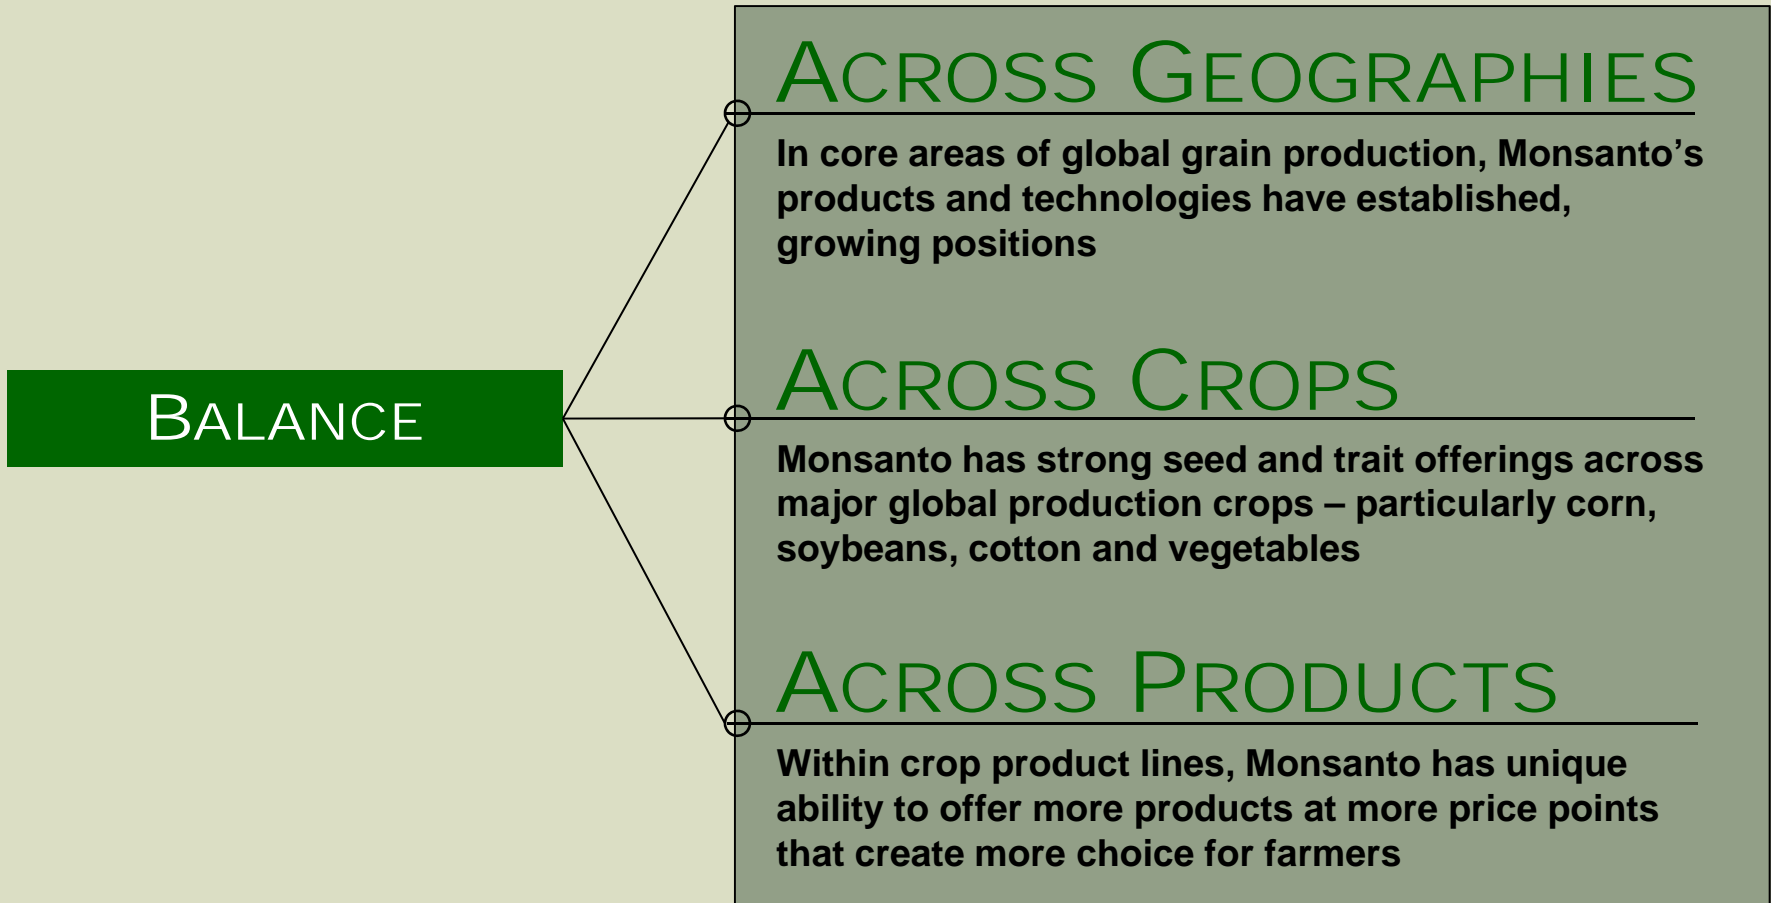 BALANCE
ACROSS GEOGRAPHIES
In core areas of global grain production, Monsanto’s
products and technologies have established,
growing positions
ACROSS CROPS
Monsanto has strong seed and trait offerings across
major global production crops – particularly corn,
soybeans, cotton and vegetables
ACROSS PRODUCTS
Within crop product lines, Monsanto has unique
ability to offer more products at more price points
that create more choice for farmers